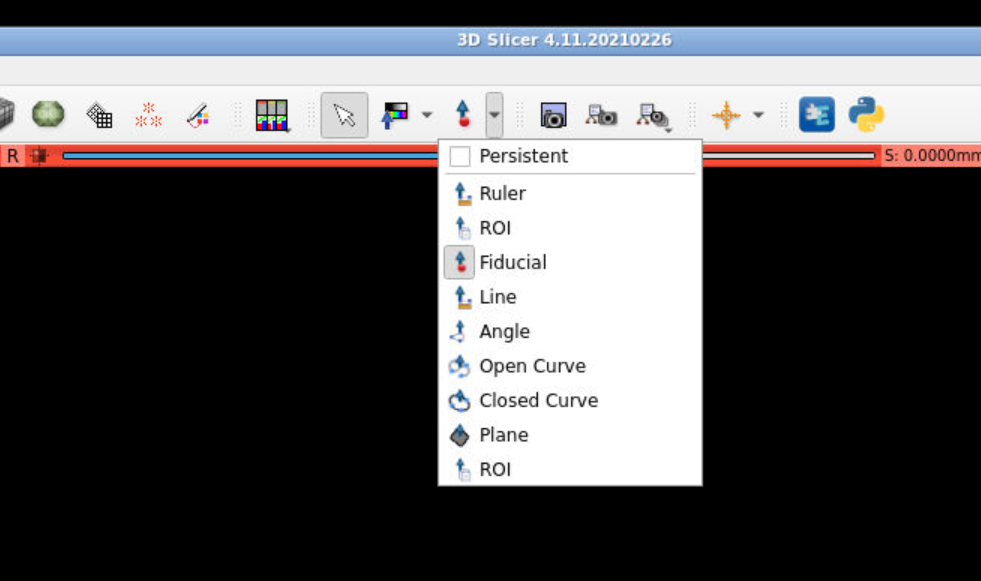 3D Slicer 4.11.20210226
R
S: 0.0000mm
Persistent
Ruler
ROI
Fiducial
Line
Angle
Open Curve
Closed Curve
Plane
ROI